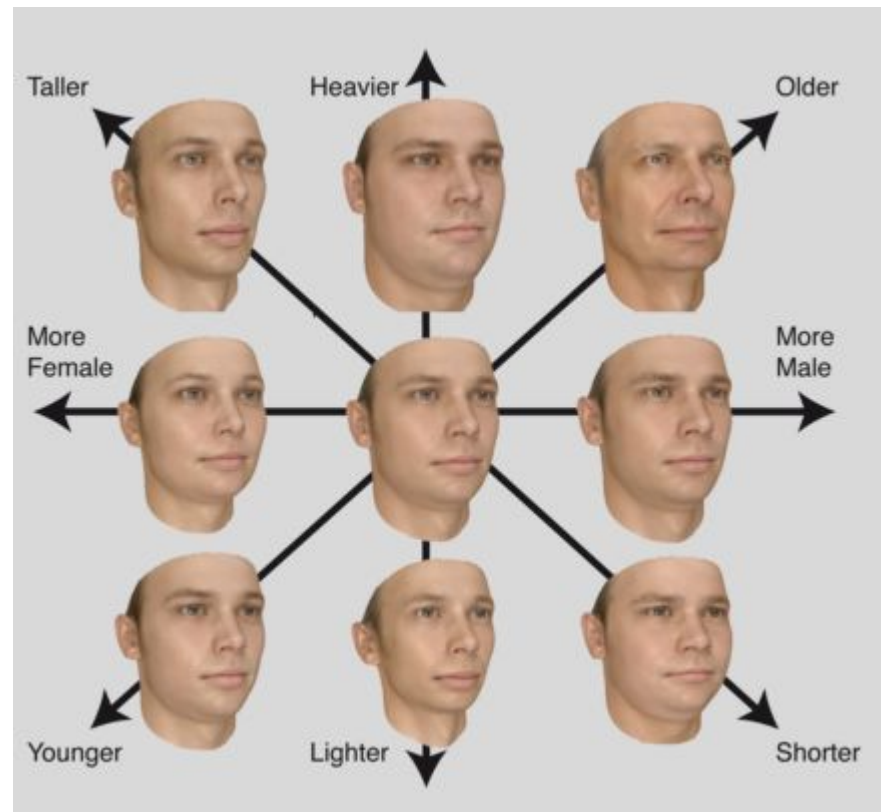 Taller
Heavier
Older
More
Female
More
Male
Younger
Lighter
Shorter